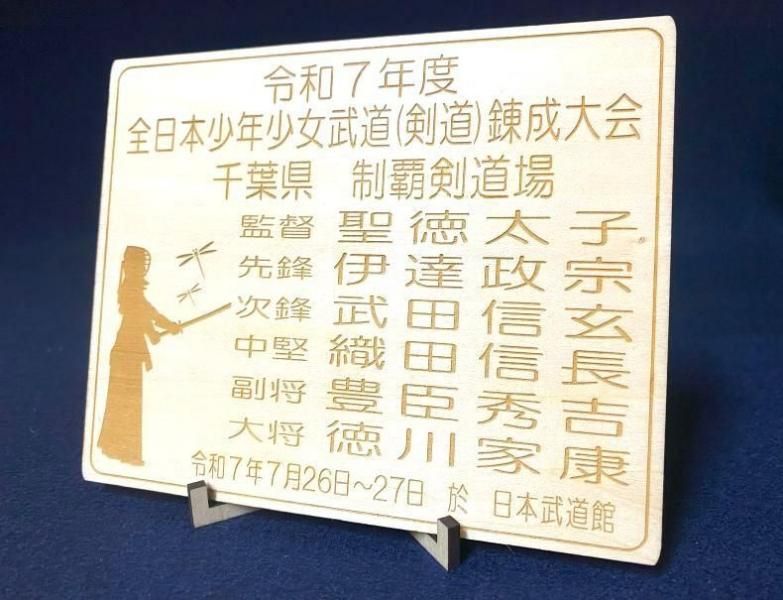 令和7年度
全日本少年少女武道(剣道)錬成大会
千葉県 制覇剣道場
監督 聖徳太子
先鋒 伊達政宗
次鋒 武田信玄
中堅 織田信長
副将 豊臣秀吉
大将 徳川家康
令和7年7月26日～27日 於 日本武道館